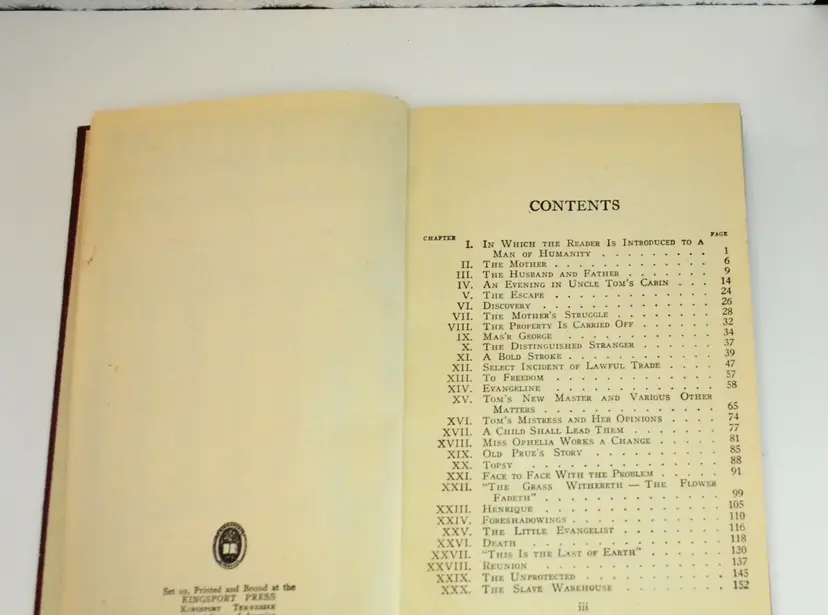 Set up, Printed and Bound at the
KINGSPORT PRESS
KINGSPORT TENNESSEE
CONTENTS
CHAPTER PAGE
I. IN WHICH THE READER IS INTRODUCED TO A
MAN OF HUMANITY . . . . . . . . . 1
II. THE MOTHER . . . . . . . . . . . . . 6
III. THE HUSBAND AND FATHER . . . . . . . 9
IV. AN EVENING IN UNCLE TOM'S CABIN . . . 14
V. THE ESCAPE . . . . . . . . . . . . . 24
VI. DISCOVERY . . . . . . . . . . . . . . 26
VII. THE MOTHER'S STRUGGLE . . . . . . . . 28
VIII. THE PROPERTY IS CARRIED OFF . . . . . . 32
IX. MAS'R GEORGE . . . . . . . . . . . . 34
X. THE DISTINGUISHED STRANGER . . . . . . 37
XI. A BOLD STROKE . . . . . . . . . . . . 39
XII. SELECT INCIDENT OF LAWFUL TRADE . . . . 47
XIII. TO FREEDOM . . . . . . . . . . . . . 57
XIV. EVANGELINE . . . . . . . . . . . . . 58
XV. TOM'S NEW MASTER AND VARIOUS OTHER
MATTERS . . . . . . . . . . . . . . 65
XVI. TOM'S MISTRESS AND HER OPINIONS . . . . 74
XVII. A CHILD SHALL LEAD THEM . . . . . . . 77
XVIII. MISS OPHELIA WORKS A CHANGE . . . . . 81
XIX. OLD PRUE'S STORY . . . . . . . . . . . 85
XX. TOPSY . . . . . . . . . . . . . . . 88
XXI. FACE TO FACE WITH THE PROBLEM . . . . . 91
XXII. "THE GRASS WITHERETH — THE FLOWER
FADETH" . . . . . . . . . . . . . . 99
XXIII. HENRIQUE . . . . . . . . . . . . . . 105
XXIV. FORESHADOWINGS . . . . . . . . . . . . 110
XXV. THE LITTLE EVANGELIST . . . . . . . . 116
XXVI. DEATH . . . . . . . . . . . . . . . 118
XXVII. "THIS IS THE LAST OF EARTH" . . . . . . 130
XXVIII. REUNION . . . . . . . . . . . . . . 137
XXIX. THE UNPROTECTED . . . . . . . . . . . 145
XXX. THE SLAVE WAREHOUSE . . . . . . . . . 152
iii